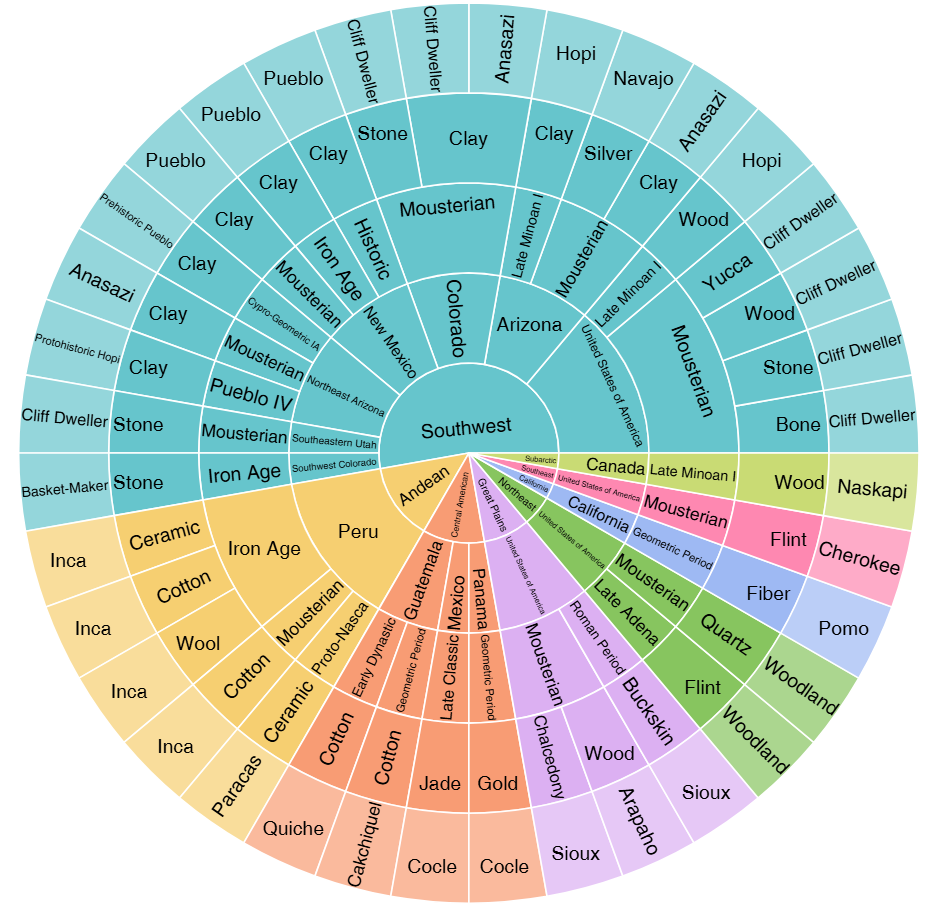 Southwest
Andean
Central American
Great Plains
Northeast
California
Southeast
Subarctic
Southwest Colorado
Southeastern Utah
Northeast Arizona
New Mexico
Colorado
Arizona
United States of America
Canada
United States of America
California
United States of America
United States of America
Panama
Mexico
Guatemala
Peru
Iron Age
Mousterian
Pueblo IV
Mousterian
Cypro-Geometric IA
Mousterian
Iron Age
Historic
Mousterian
Late Minoan I
Mousterian
Late Minoan I
Mousterian
Late Minoan I
Mousterian
Geometric Period
Mousterian
Late Adena
Roman Period
Mousterian
Geometric Period
Late Classic
Geometric Period
Early Dynastic
Proto-Nasca
Mousterian
Iron Age
Stone
Stone
Clay
Clay
Clay
Clay
Clay
Clay
Stone
Clay
Clay
Silver
Clay
Wood
Yucca
Wood
Stone
Bone
Wood
Flint
Fiber
Quartz
Flint
Buckskin
Wood
Chalcedony
Gold
Jade
Cotton
Cotton
Ceramic
Cotton
Wool
Cotton
Ceramic
Basket-Maker
Cliff Dweller
Protohistoric Hopi
Anasazi
Prehistoric Pueblo
Pueblo
Pueblo
Pueblo
Cliff Dweller
Cliff Dweller
Anasazi
Hopi
Navajo
Anasazi
Hopi
Cliff Dweller
Cliff Dweller
Cliff Dweller
Cliff Dweller
Naskapi
Cherokee
Pomo
Woodland
Woodland
Sioux
Arapaho
Sioux
Cocle
Cocle
Cakchiquel
Quiche
Paracas
Inca
Inca
Inca
Inca